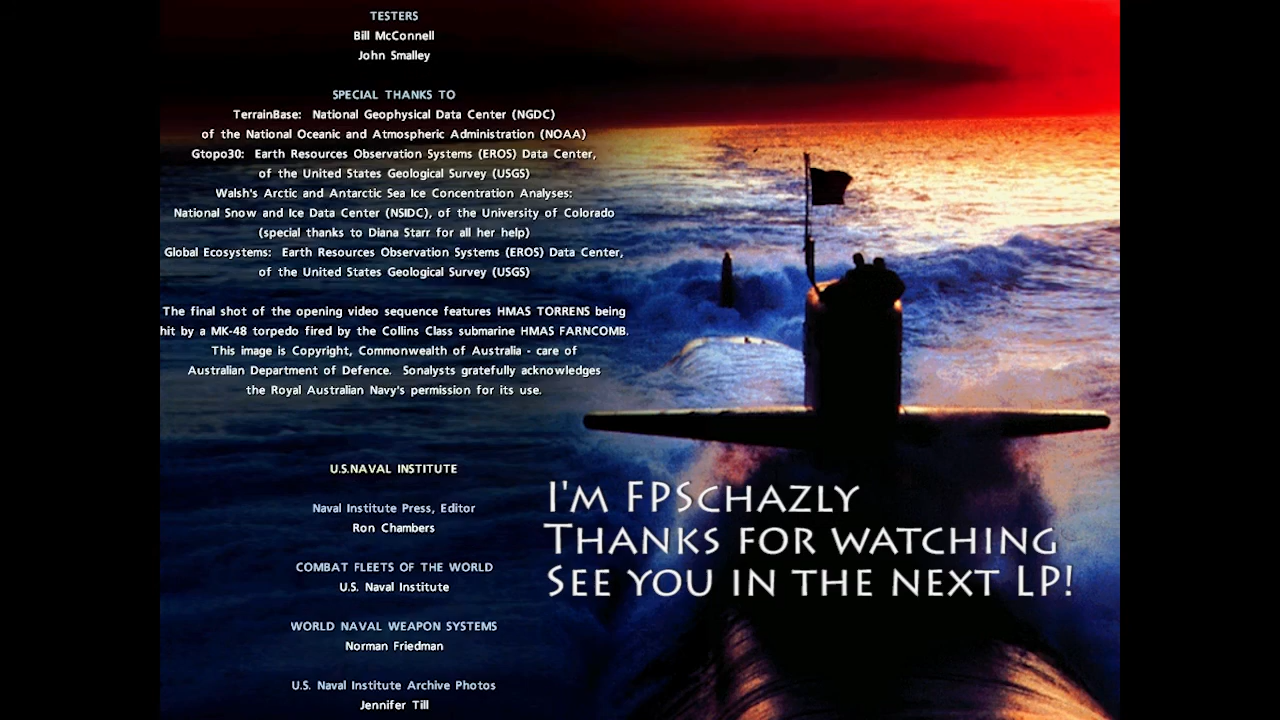 TESTERS
Bill McConnell
John Smalley
SPECIAL THANKS TO
TerrainBase: National Geophysical Data Center (NGDC)
of the National Oceanic and Atmospheric Administration (NOAA)
Gtopo30: Earth Resources Observation Systems (EROS) Data Center,
of the United States Geological Survey (USGS)
Walsh's Arctic and Antarctic Sea Ice Concentration Analyses:
National Snow and Ice Data Center (NSIDC), of the University of Colorado
(special thanks to Diana Starr for all her help)
Global Ecosystems: Earth Resources Observation Systems (EROS) Data Center,
of the United States Geological Survey (USGS)
The final shot of the opening video sequence features HMAS TORRENS being
hit by a MK-48 torpedo fired by the Collins Class submarine HMAS FARNCOMB.
This image is Copyright, Commonwealth of Australia - care of
Australian Department of Defence. Sonalysts gratefully acknowledges
the Royal Australian Navy's permission for its use.
U.S.NAVAL INSTITUTE
Naval Institute Press, Editor
Ron Chambers
COMBAT FLEETS OF THE WORLD
U.S. Naval Institute
WORLD NAVAL WEAPON SYSTEMS
Norman Friedman
U.S. Naval Institute Archive Photos
Jennifer Till
I'm FPSchazly
Thanks for watching
See you in the next LP!